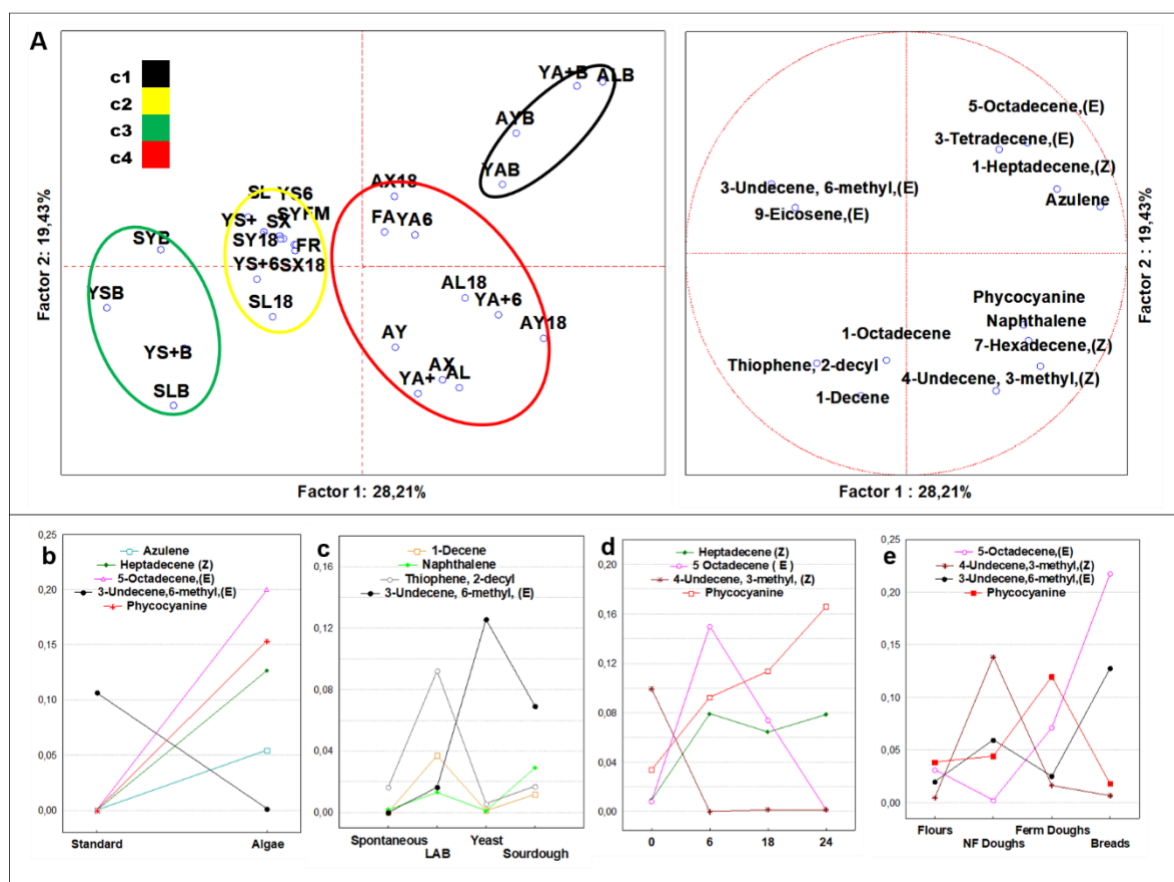 A
c1
c2
c3
c4
YA+B ALB
AYB
YAB
AX18
SL YS6
FA YA6
YS+ SX SYFM
SY18 FR
SYB
YS+6 SX18
YSB
SL18
AL18
YA+6
AY18
AY
YS+B
AX AL
YA+
SLB
Factor 2: 19,43%
Factor 1: 28,21%
5-Octadecene,(E)
3-Tetradecene,(E)
1-Heptadecene,(Z)
3-Undecene, 6-methyl,(E)
Azulene
9-Eicosene,(E)
Phycocyanine
Naphthalene
1-Octadecene
7-Hexadecene,(Z)
Thiophene, 2-decyl
4-Undecene, 3-methyl,(Z)
1-Decene
Factor 2 : 19,43%
Factor 1 : 28,21%
b
Azulene
Heptadecene (Z)
5-Octadecene,(E)
3-Undecene,6-methyl,(E)
Phycocyanine
0,25
0,20
0,15
0,10
0,05
0,00
Standard Algae
c
1-Decene
Naphthalene
Thiophene, 2-decyl
3-Undecene, 6-methyl, (E)
0,16
0,12
0,08
0,04
0,00
Spontaneous Yeast
LAB Sourdough
d
Heptadecene (Z)
5 Octadecene ( E )
4-Undecene, 3-methyl, (Z)
Phycocyanine
0,20
0,16
0,12
0,08
0,04
0,00
0 6 18 24
e
5-Octadecene,(E)
4-Undecene,3-methyl,(Z)
3-Undecene,6-methyl,(E)
Phycocyanine
0,25
0,20
0,15
0,10
0,05
0,00
Flours Ferm Doughs
NF Doughs Breads